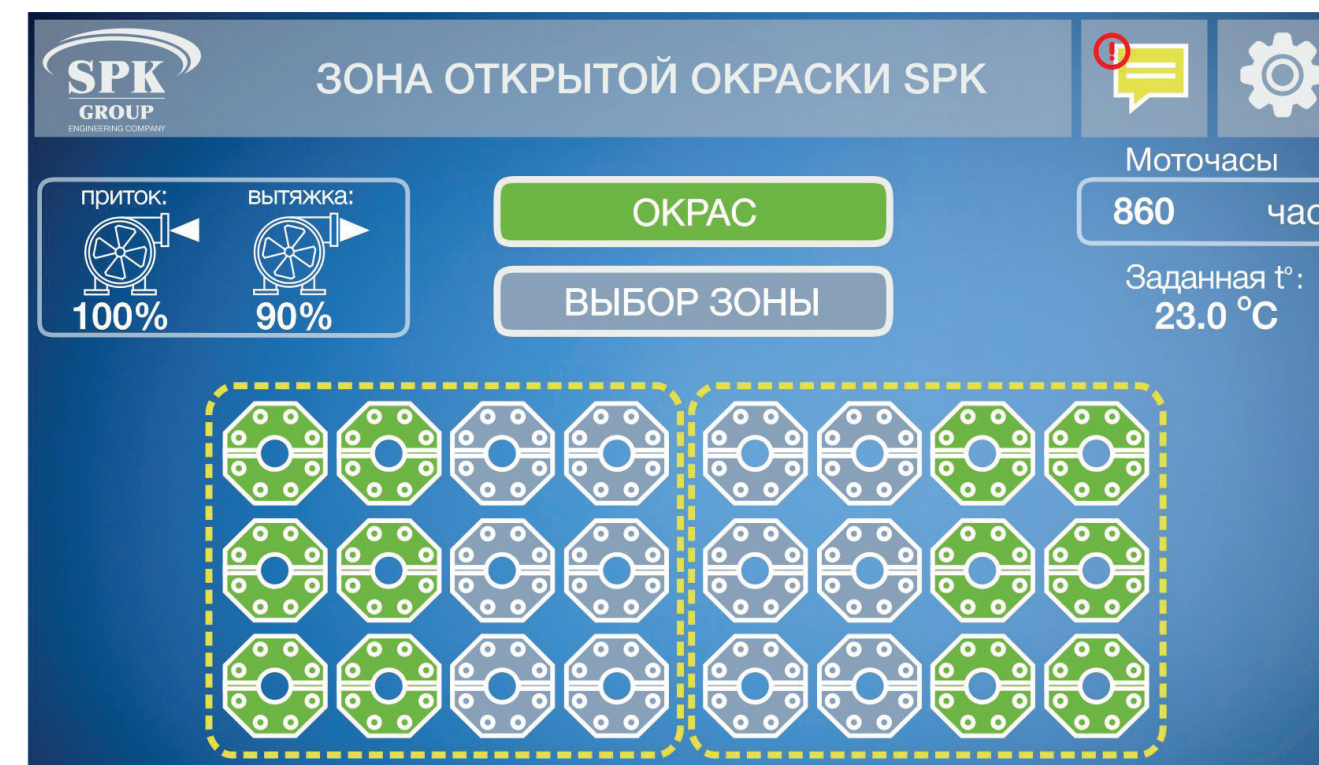 SPK
GROUP
ENGINEERING COMPANY
ЗОНА ОТКРЫТОЙ ОКРАСКИ SPK
!
приток:
вытяжка:
100%
90%
ОКРАС
ВЫБОР ЗОНЫ
Моточасы
860 час
Заданная t°:
23.0 °C